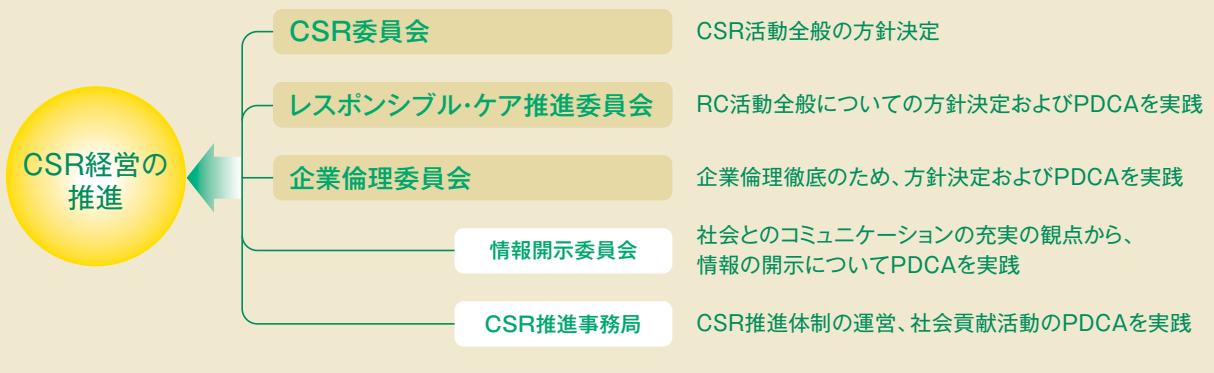 CSR委員会
CSR活動全般の方針決定
レスポンシブル・ケア推進委員会
RC活動全般についての方針決定およびPDCAを実践
CSR経営の
推進
企業倫理委員会
企業倫理徹底のため、方針決定およびPDCAを実践
情報開示委員会
社会とのコミュニケーションの充実の観点から、
情報の開示についてPDCAを実践
CSR推進事務局
CSR推進体制の運営、社会貢献活動のPDCAを実践